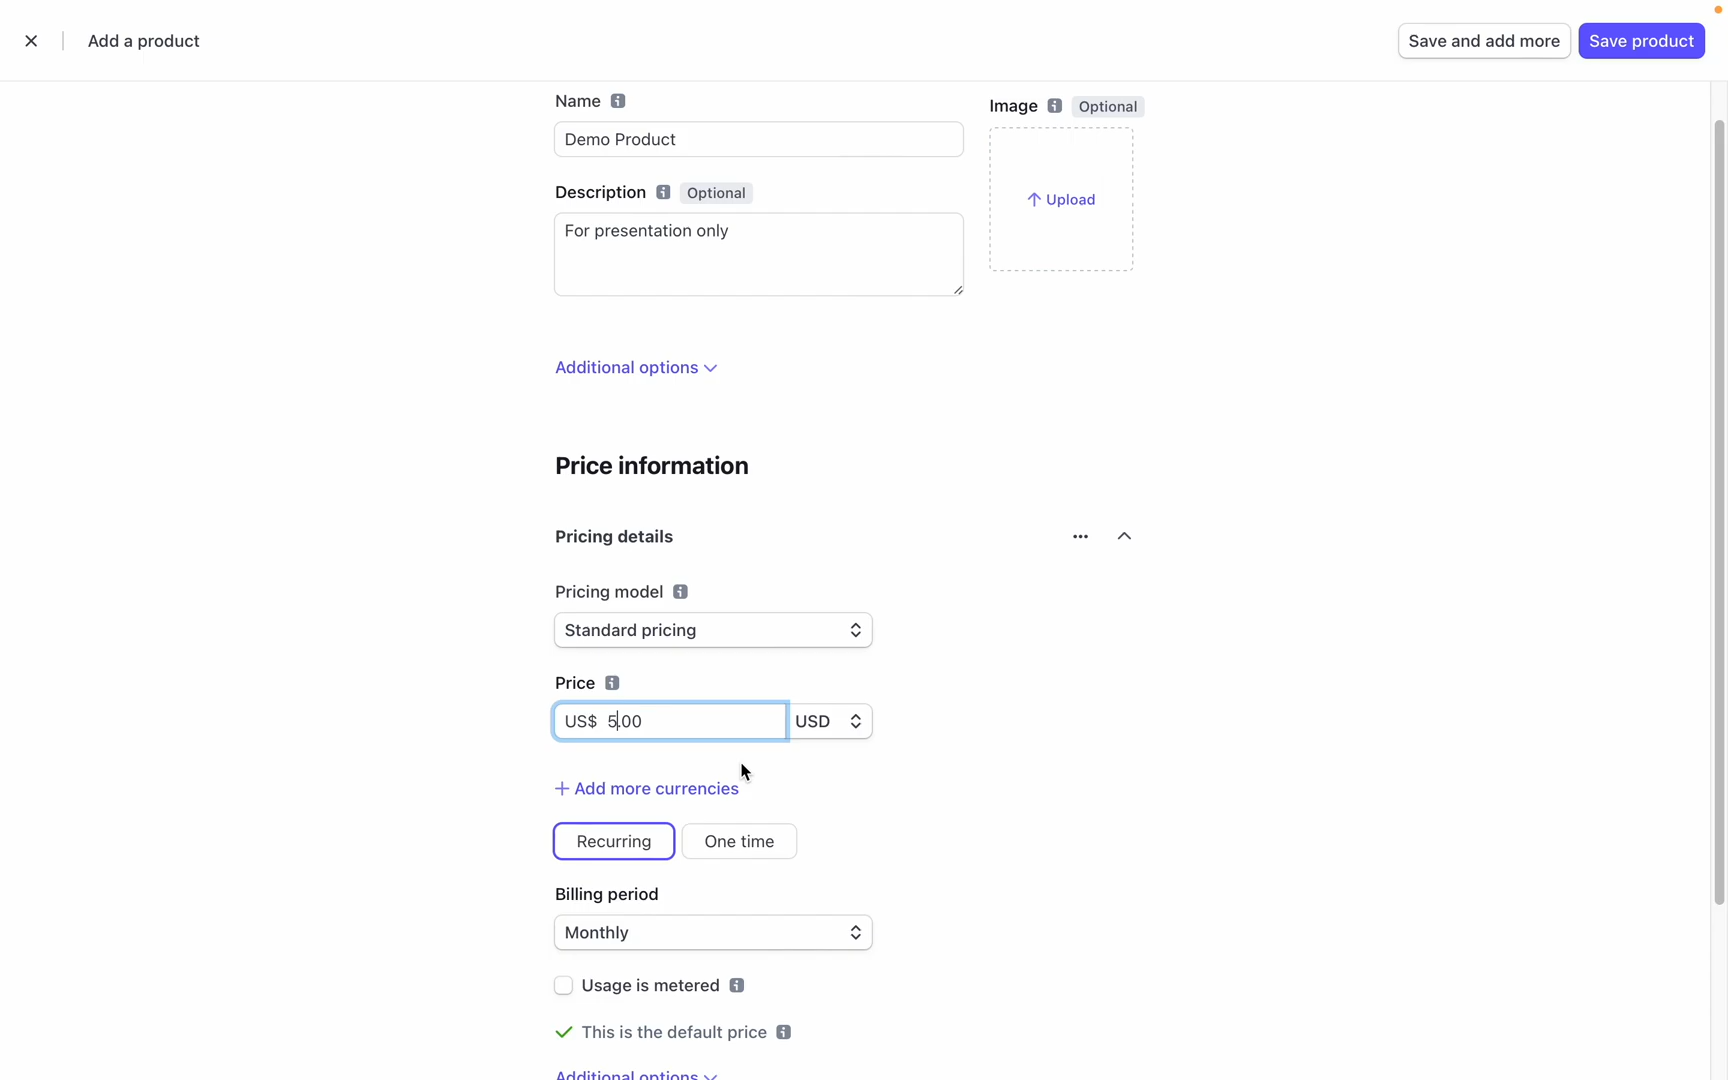 Add a product
Save and add more
Save product
Name
Image Optional
Demo Product
Description Optional
For presentation only
Upload
Additional options
Price information
Pricing details
Pricing model
Standard pricing
Price
US$ 5.00 USD
Add more currencies
Recurring One time
Billing period
Monthly
Usage is metered
This is the default price
Additional options